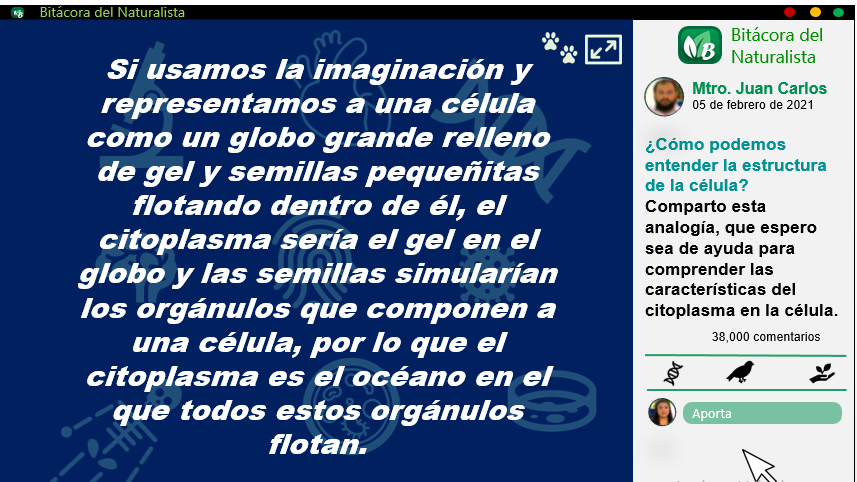 Bitácora del Naturalista
Si usamos la imaginación y
representamos a una célula
como un globo grande relleno
de gel y semillas pequeñitas
flotando dentro de él, el
citoplasma sería el gel en el
globo y las semillas simularían
los orgánulos que componen a
una célula, por lo que el
citoplasma es el océano en el
que todos estos orgánulos
flotan.
B
Bitácora del
Naturalista
Mtro. Juan Carlos
05 de febrero de 2021
¿Cómo podemos
entender la estructura
de la célula?
Comparto esta
analogía, que espero
sea de ayuda para
comprender las
características del
citoplasma en la célula.
38,000 comentarios
Aporta